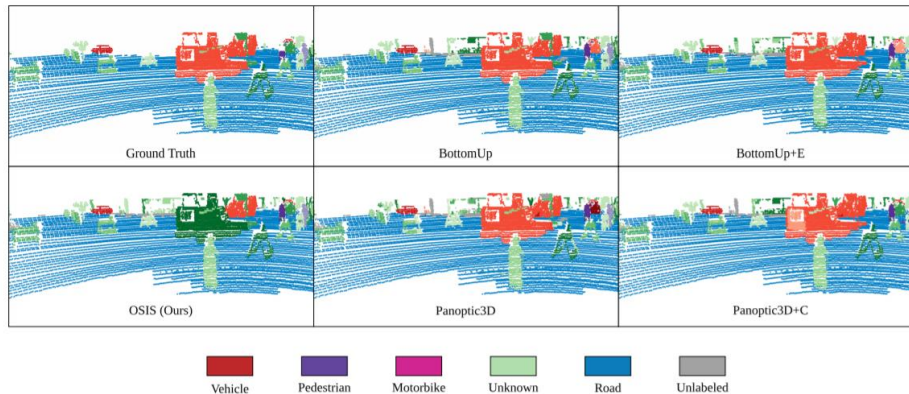 Ground Truth
BottomUp
BottomUp+E
OSIS (Ours)
Panoptic3D
Panoptic3D+C
Vehicle
Pedestrian
Motorbike
Unknown
Road
Unlabeled